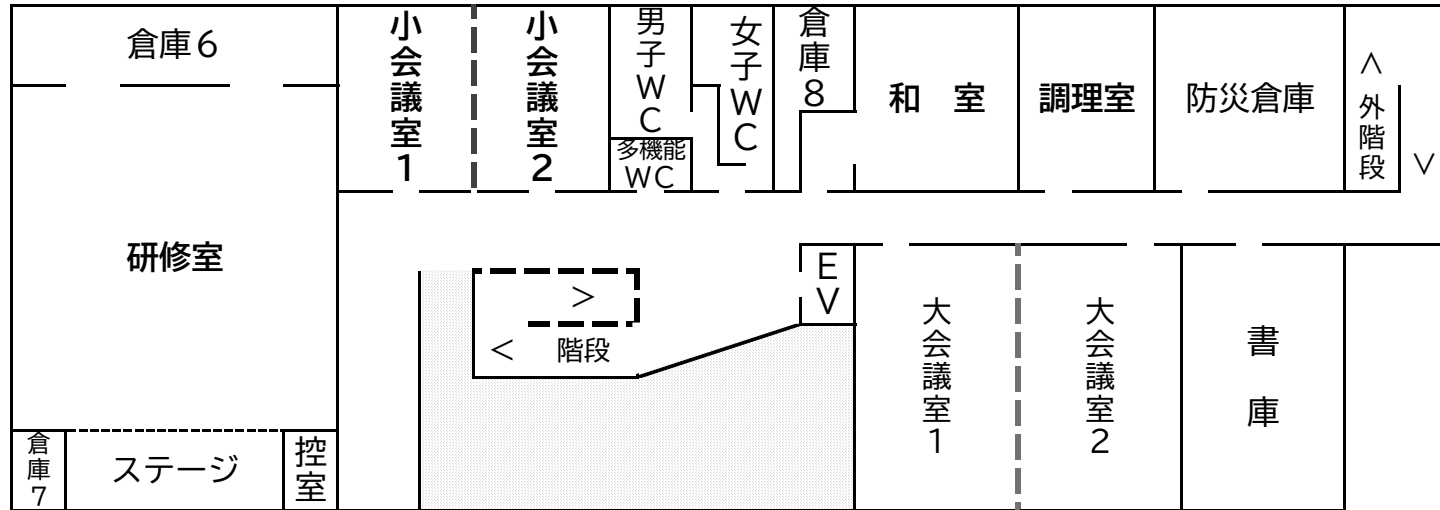 倉庫６
小会議室１
小会議室２
男子ＷＣ
多機能
ＷＣ
女子ＷＣ
倉庫８
和　室
調理室
防災倉庫
＜
外階段
＞
研修室
ＥＶ
＞
＜　階段
大会議室１
大会議室２
書庫
倉庫７
ステージ
控室